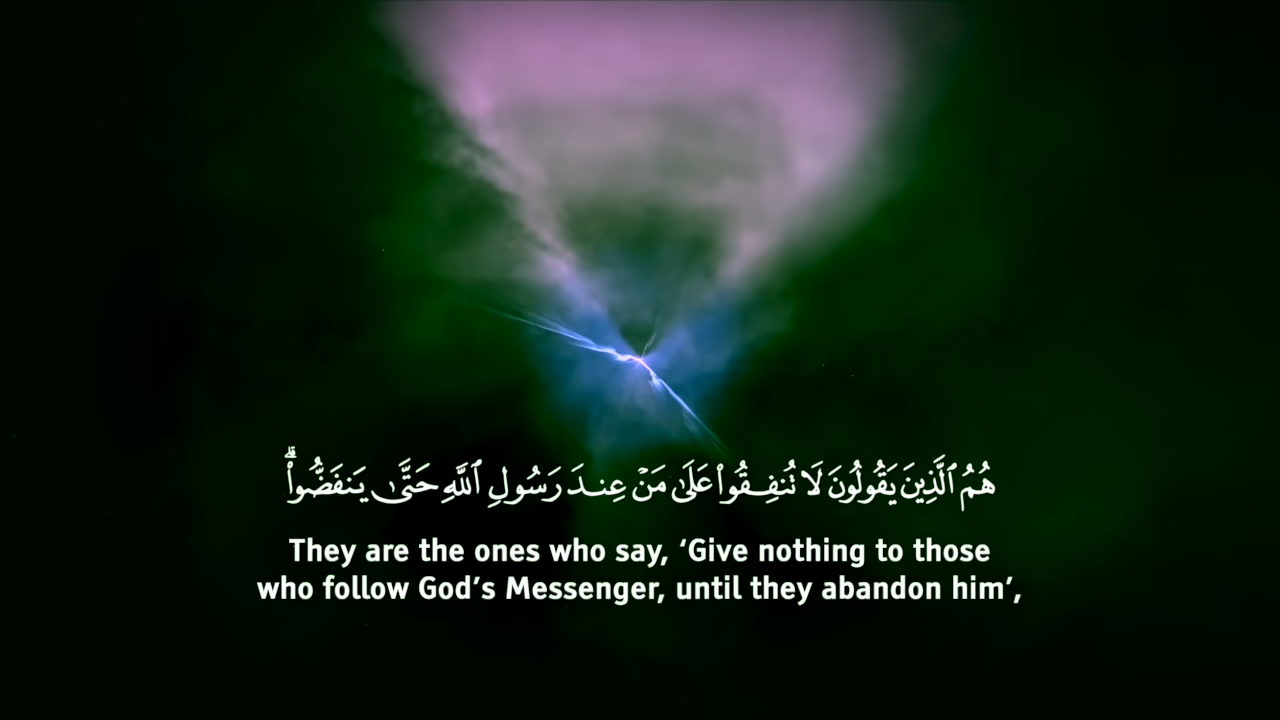 هُمُ ٱلَّذِينَ يَقُولُونَ لَا تُنفِقُوا۟ عَلَىٰ مَنْ عِندَ رَسُولِ ٱللَّهِ حَتَّىٰ يَنفَضُّوا۟ ۗ
They are the ones who say, ‘Give nothing to those
who follow God’s Messenger, until they abandon him’,